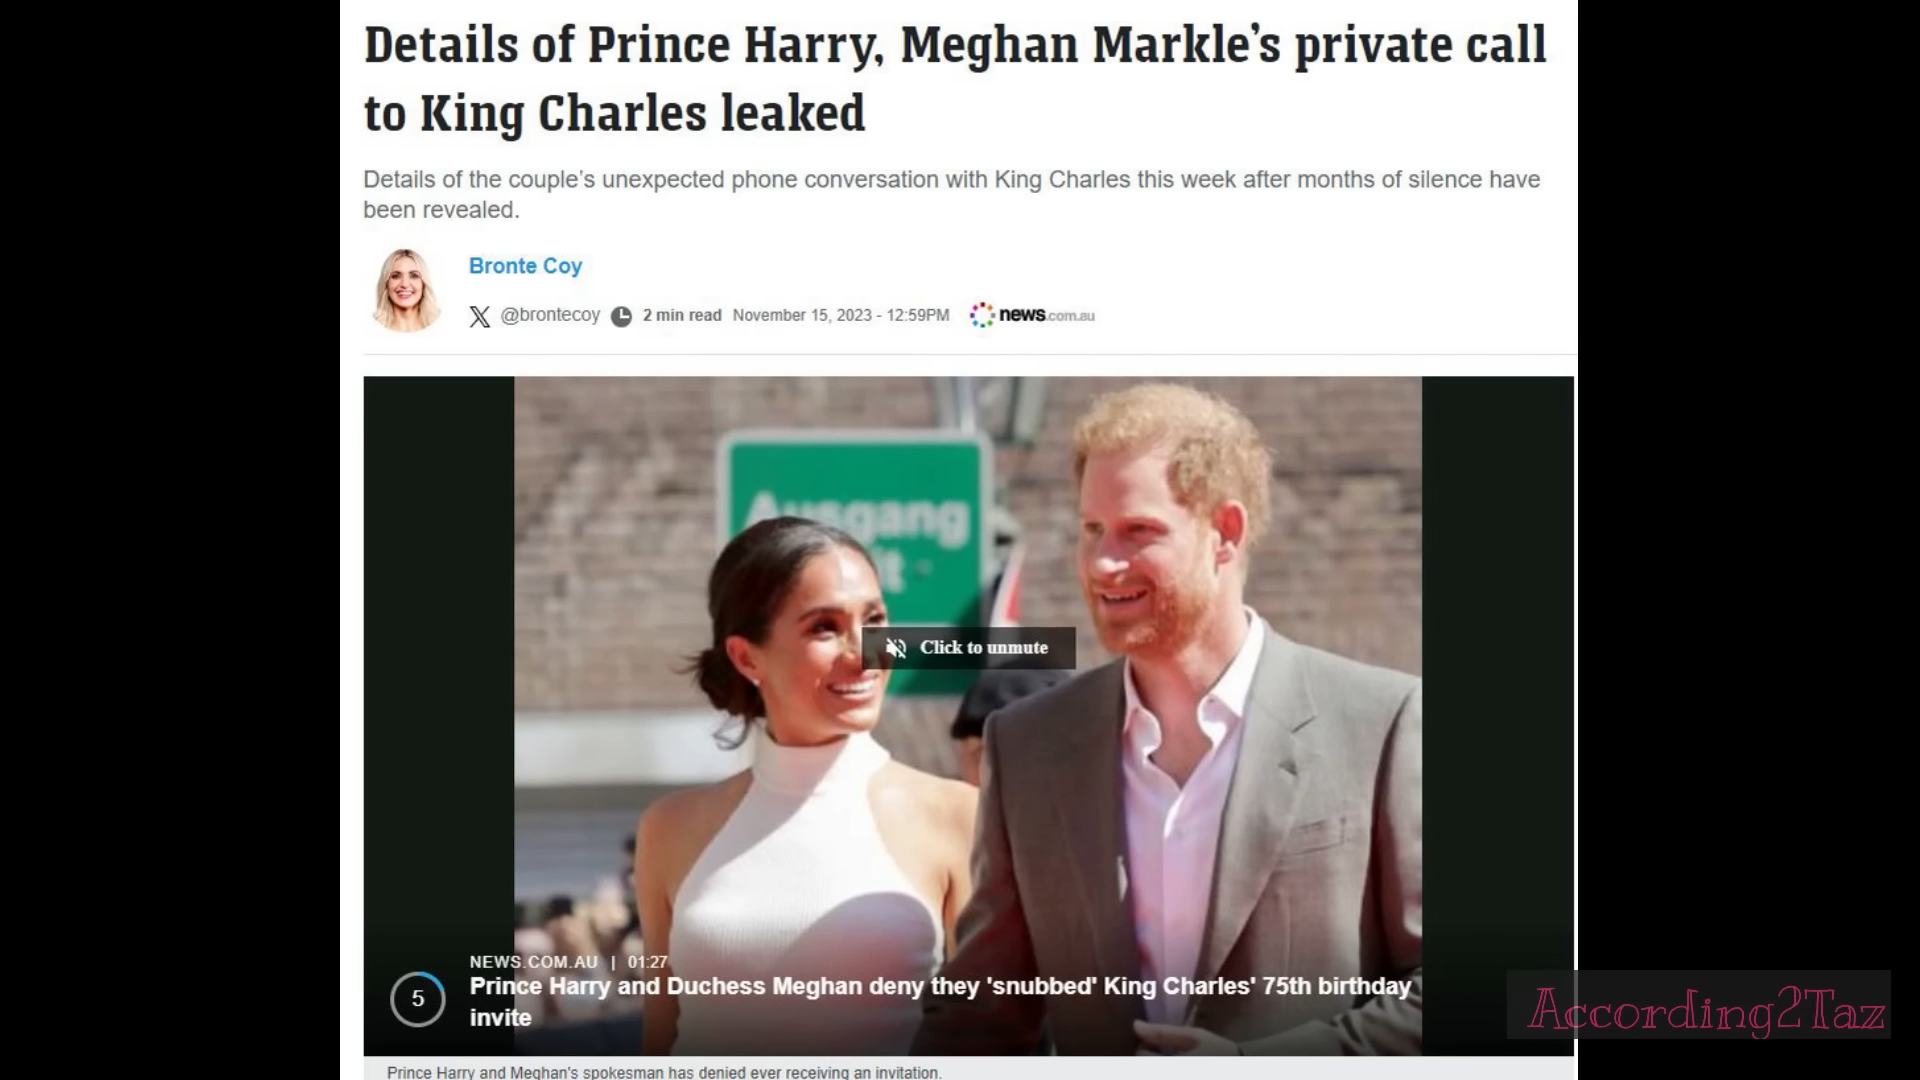 Details of Prince Harry, Meghan Markle’s private call
to King Charles leaked
Details of the couple’s unexpected phone conversation with King Charles this week after months of silence have
been revealed.
Bronte Coy
@brontecoy 2 min read November 15, 2023 - 12:59PM news.com.au
Ausgang
Click to unmute
NEWS.COM.AU | 01:27
5
Prince Harry and Duchess Meghan deny they 'snubbed' King Charles' 75th birthday
invite
According2Taz
Prince Harry and Meghan's spokesman has denied ever receiving an invitation.